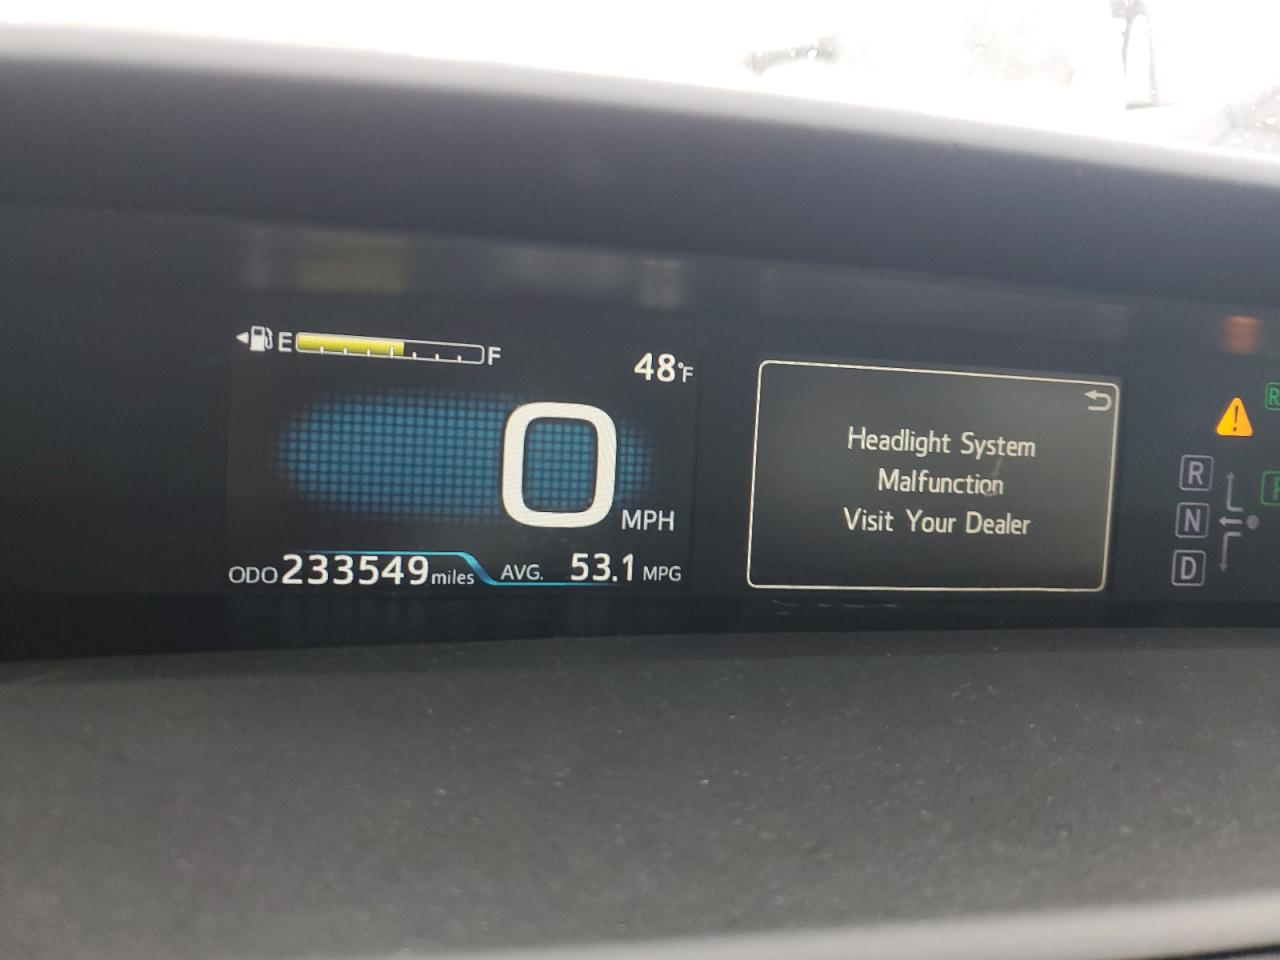 E F
48°F
0 MPH
ODO 233549 miles AVG. 53.1 MPG
Headlight System
Malfunction
Visit Your Dealer
!
R
N
D